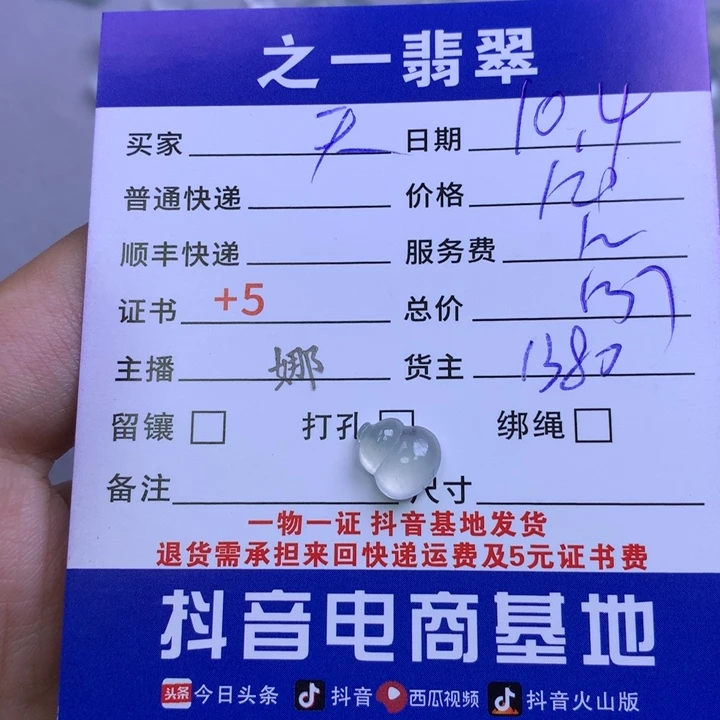 之一翡翠
买家 天 日期 10.4
普通快递 价格 120
顺丰快递 服务费 12
证书 +5 总价 137
主播 娜 货主 1380
留镶 打孔 绑绳
备注 尺寸
一物一证 抖音基地发货
退货需承担来回快递运费及5元证书费
抖音电商基地
头条 今日头条 抖音 西瓜视频 抖音火山版